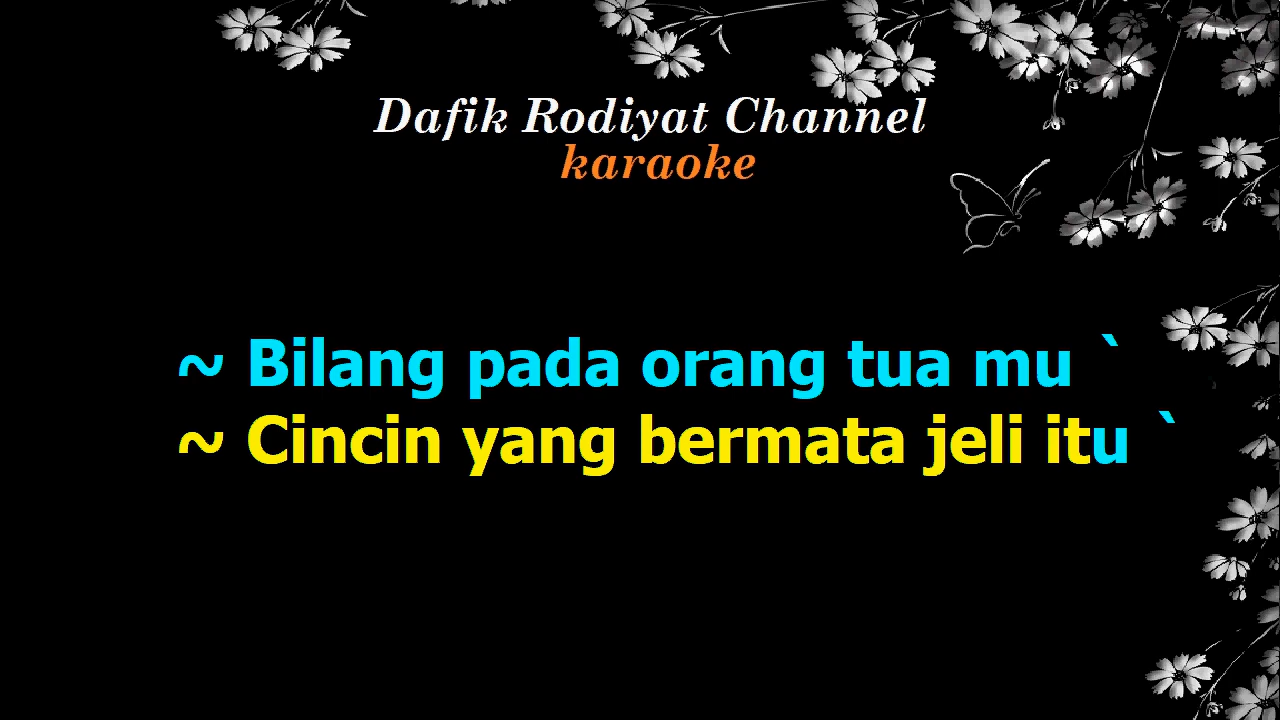 Dafik Rodiyat Channel
karaoke
~ Bilang pada orang tua mu `
~ Cincin yang bermata jeli itu `